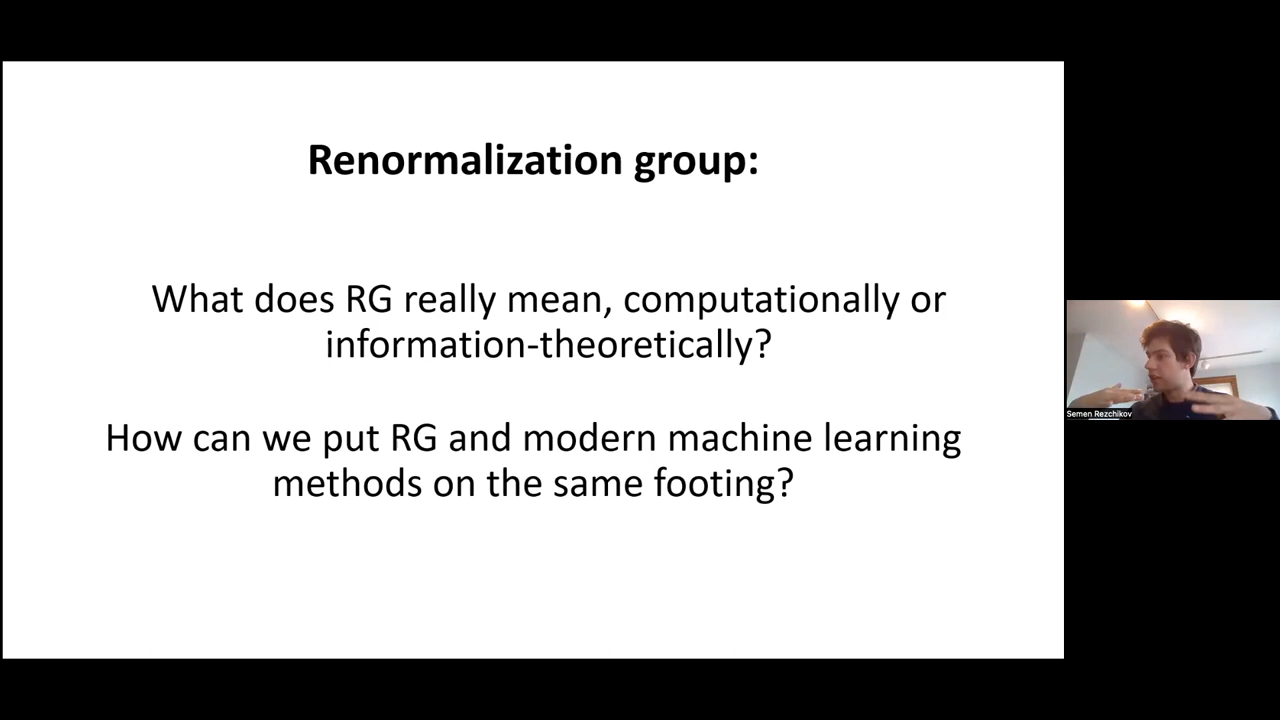 Renormalization group:
What does RG really mean, computationally or
information-theoretically?
How can we put RG and modern machine learning
methods on the same footing?
Semen Rezchikov